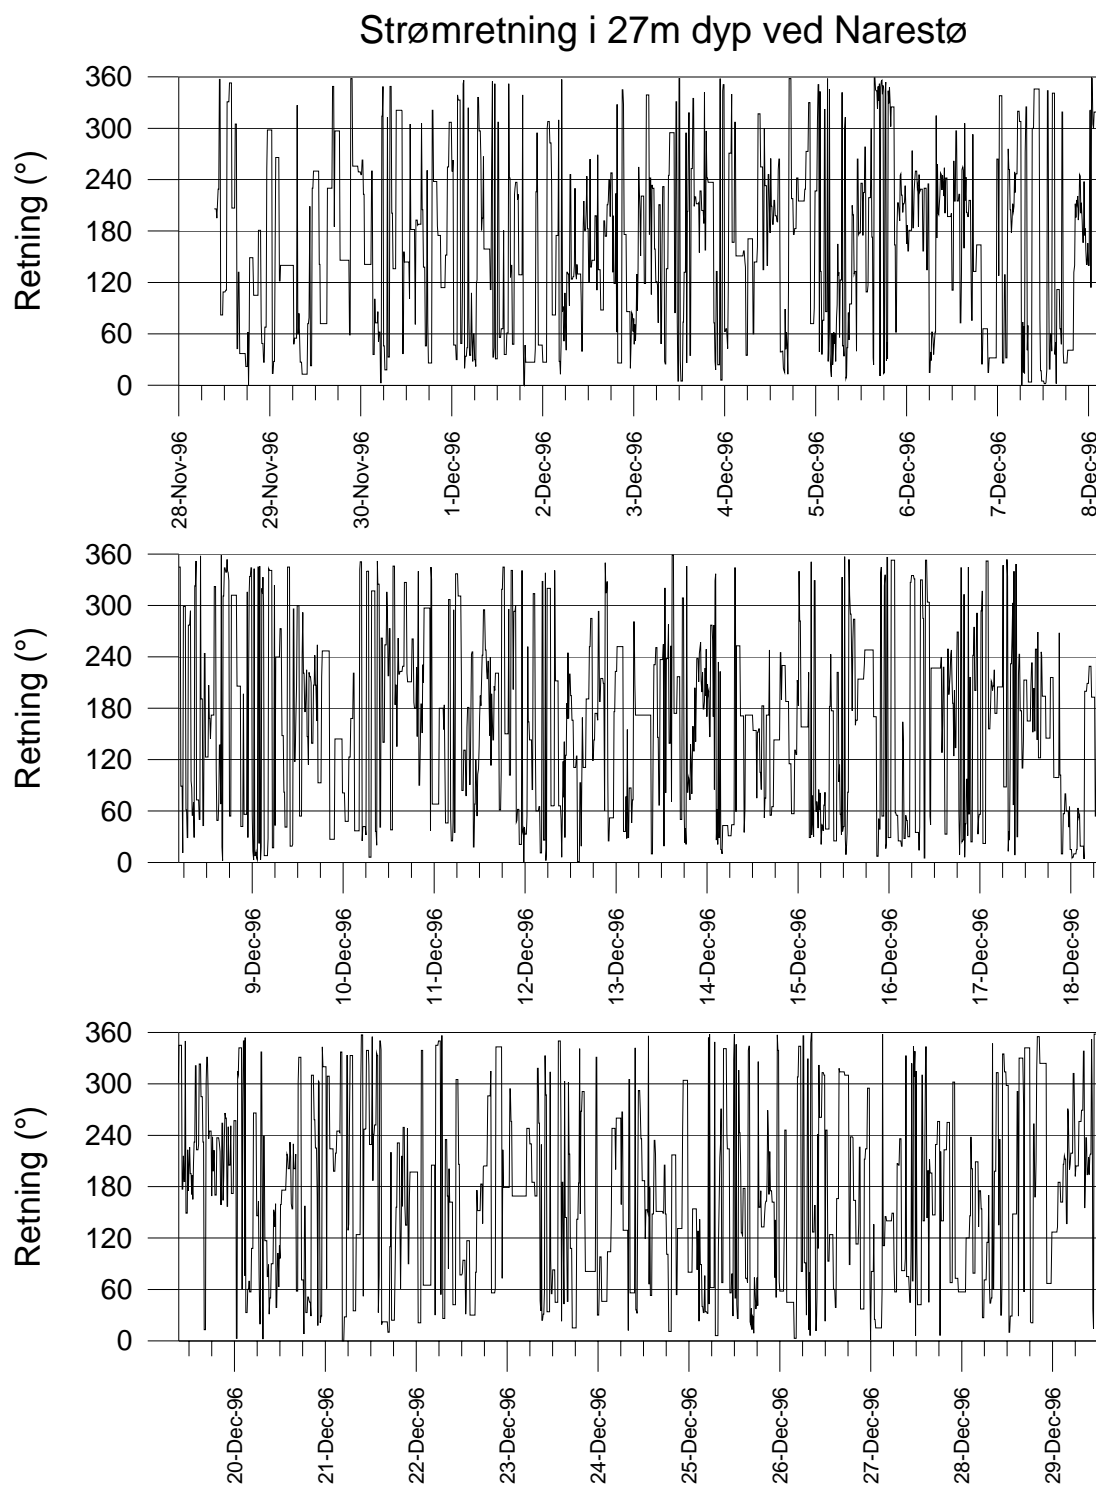 Strømretning i 27m dyp ved Narestø
Retning (°)
360
300
240
180
120
60
0
28-Nov-96
29-Nov-96
30-Nov-96
1-Dec-96
2-Dec-96
3-Dec-96
4-Dec-96
5-Dec-96
6-Dec-96
7-Dec-96
8-Dec-96
Retning (°)
360
300
240
180
120
60
0
9-Dec-96
10-Dec-96
11-Dec-96
12-Dec-96
13-Dec-96
14-Dec-96
15-Dec-96
16-Dec-96
17-Dec-96
18-Dec-96
Retning (°)
360
300
240
180
120
60
0
20-Dec-96
21-Dec-96
22-Dec-96
23-Dec-96
24-Dec-96
25-Dec-96
26-Dec-96
27-Dec-96
28-Dec-96
29-Dec-96